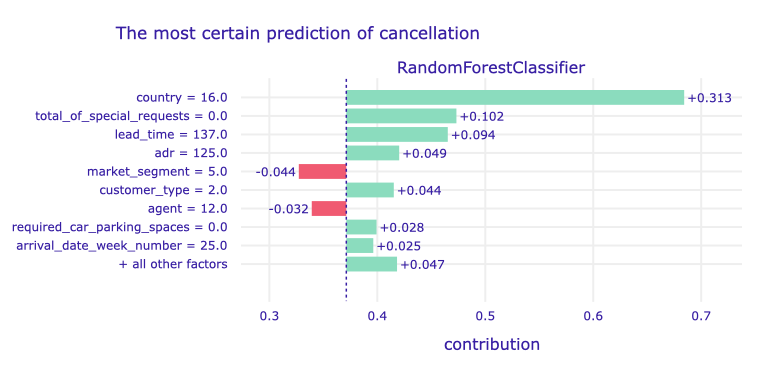 The most certain prediction of cancellation
RandomForestClassifier
country = 16.0 +0.313
total_of_special_requests = 0.0 +0.102
lead_time = 137.0 +0.094
adr = 125.0 +0.049
market_segment = 5.0 -0.044
customer_type = 2.0 +0.044
agent = 12.0 -0.032
required_car_parking_spaces = 0.0 +0.028
arrival_date_week_number = 25.0 +0.025
+ all other factors +0.047
0.3 0.4 0.5 0.6 0.7
contribution